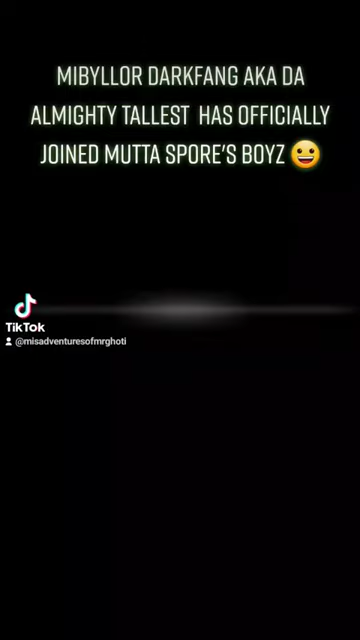 MIBYLLOR DARKFANG AKA DA
ALMIGHTY TALLEST HAS OFFICIALLY
JOINED MUTTA SPORE'S BOYZ 😀
TikTok
@misadventuresofmrghoti